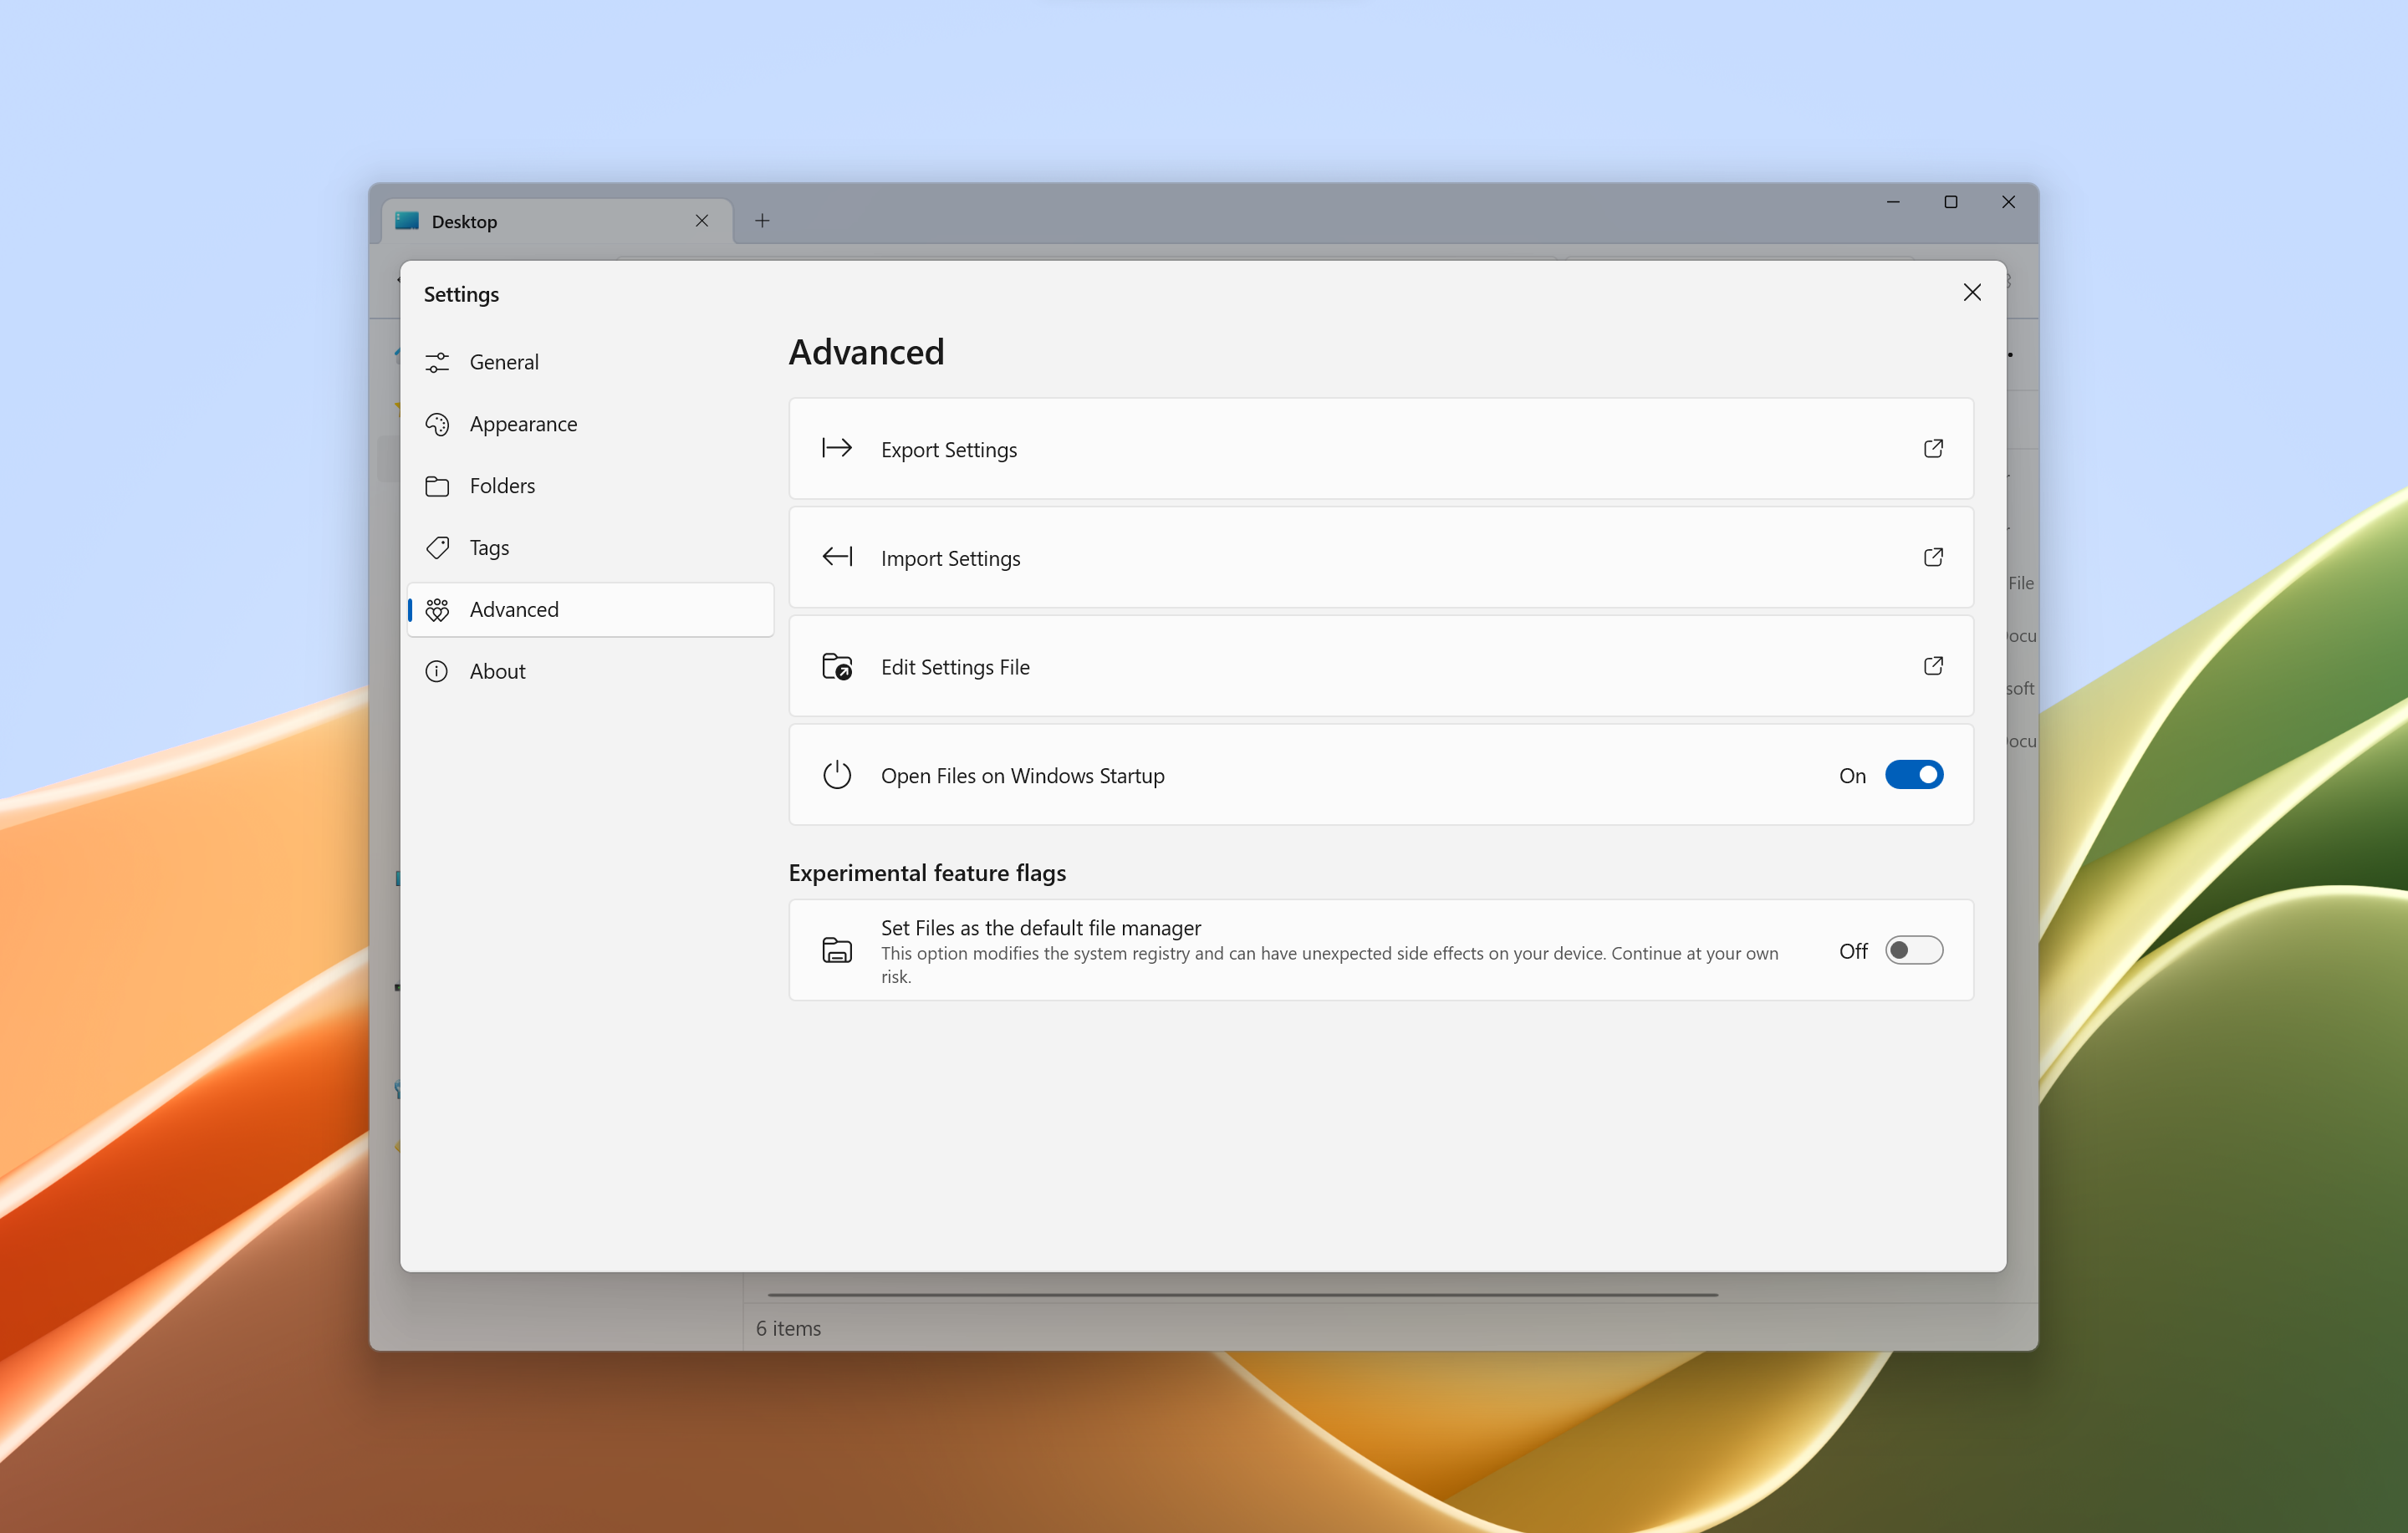 Desktop
Settings
General
Appearance
Folders
Tags
Advanced
About
Advanced
Export Settings
Import Settings
Edit Settings File
Open Files on Windows Startup
On
Experimental feature flags
Set Files as the default file manager
This option modifies the system registry and can have unexpected side effects on your device. Continue at your own
risk.
Off
File
ocu
soft
ocu
6 items